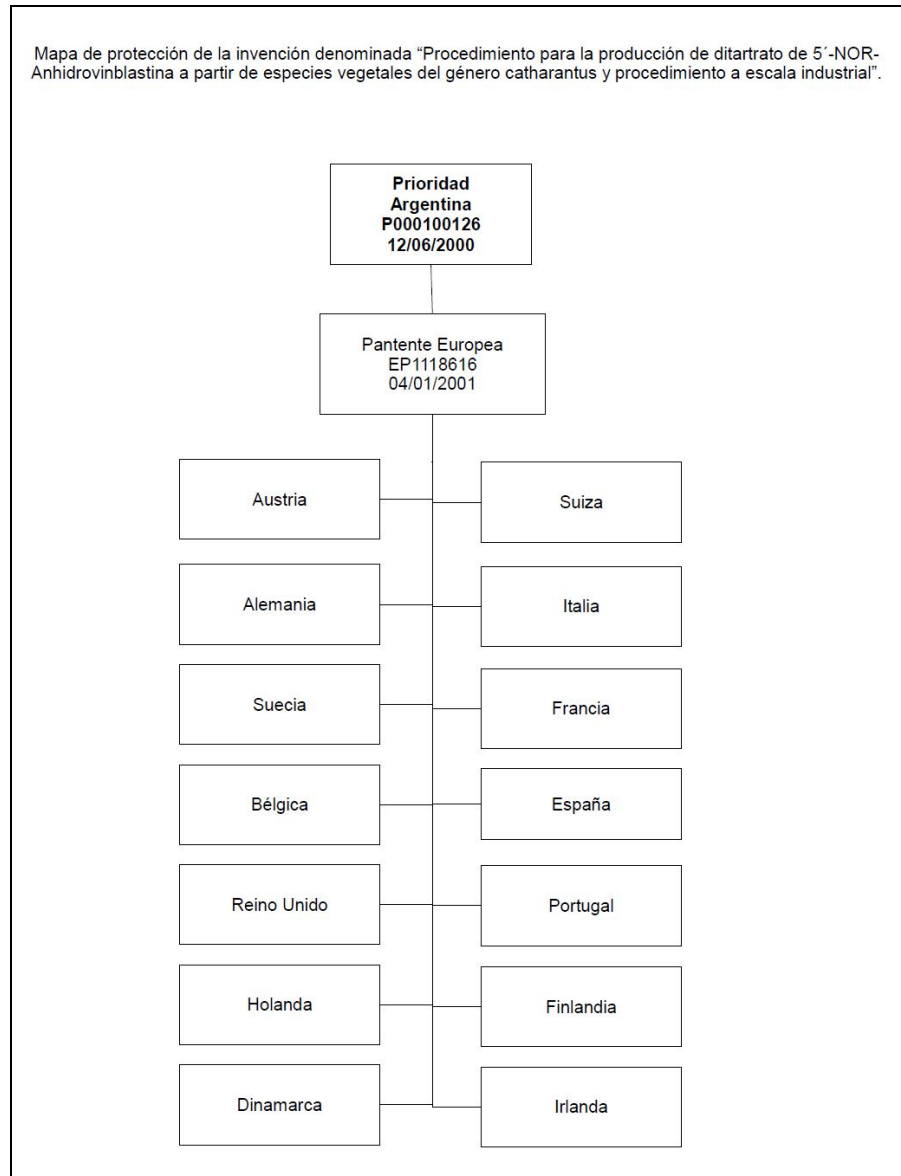 Mapa de protección de la invención denominada “Procedimiento para la producción de ditartrato de 5´-NOR-
Anhidrovinblastina a partir de especies vegetales del género catharantus y procedimiento a escala industrial”.
Prioridad
Argentina
P000100126
12/06/2000
Pantente Europea
EP1118616
04/01/2001
Austria
Suiza
Alemania
Italia
Suecia
Francia
Bélgica
España
Reino Unido
Portugal
Holanda
Finlandia
Dinamarca
Irlanda